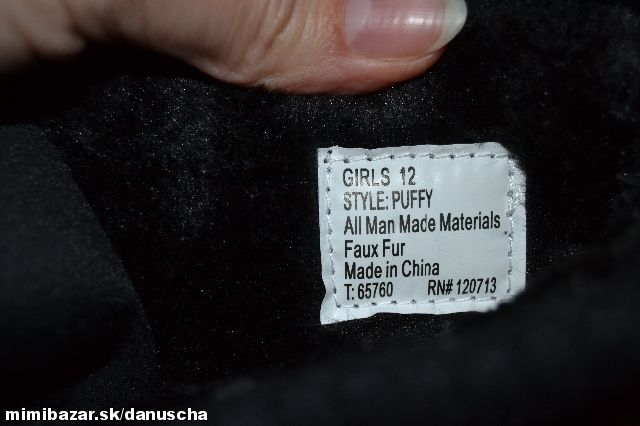 GIRLS 12
STYLE: PUFFY
All Man Made Materials
Faux Fur
Made in China
T: 65760 RN# 120713
mimibazar.sk/danuscha